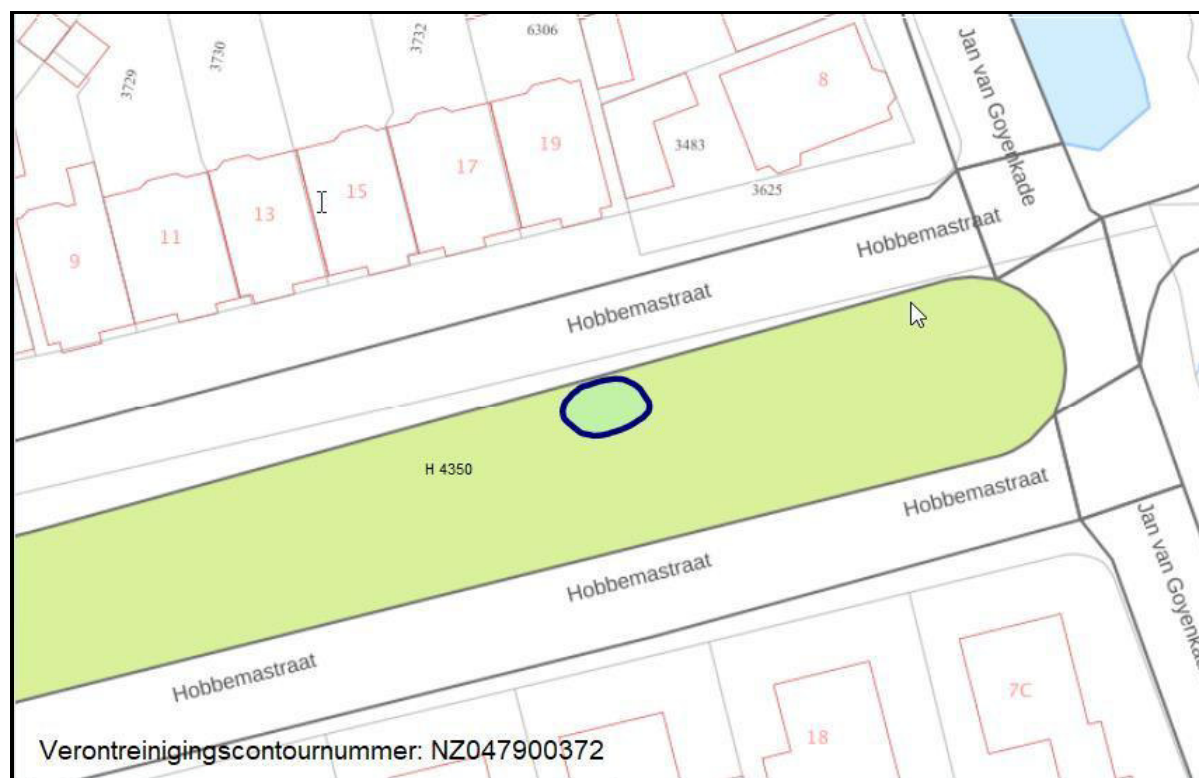 3729
3730
3732
6306
8
3483
3625
Jan van Goyenkade
19
17
15
13
11
9
Hobbemastraat
Hobbemastraat
H 4350
Hobbemastraat
Hobbemastraat
Hobbemastraat
Jan van Goyenka
7C
18
Verontreinigingscontournummer: NZ047900372